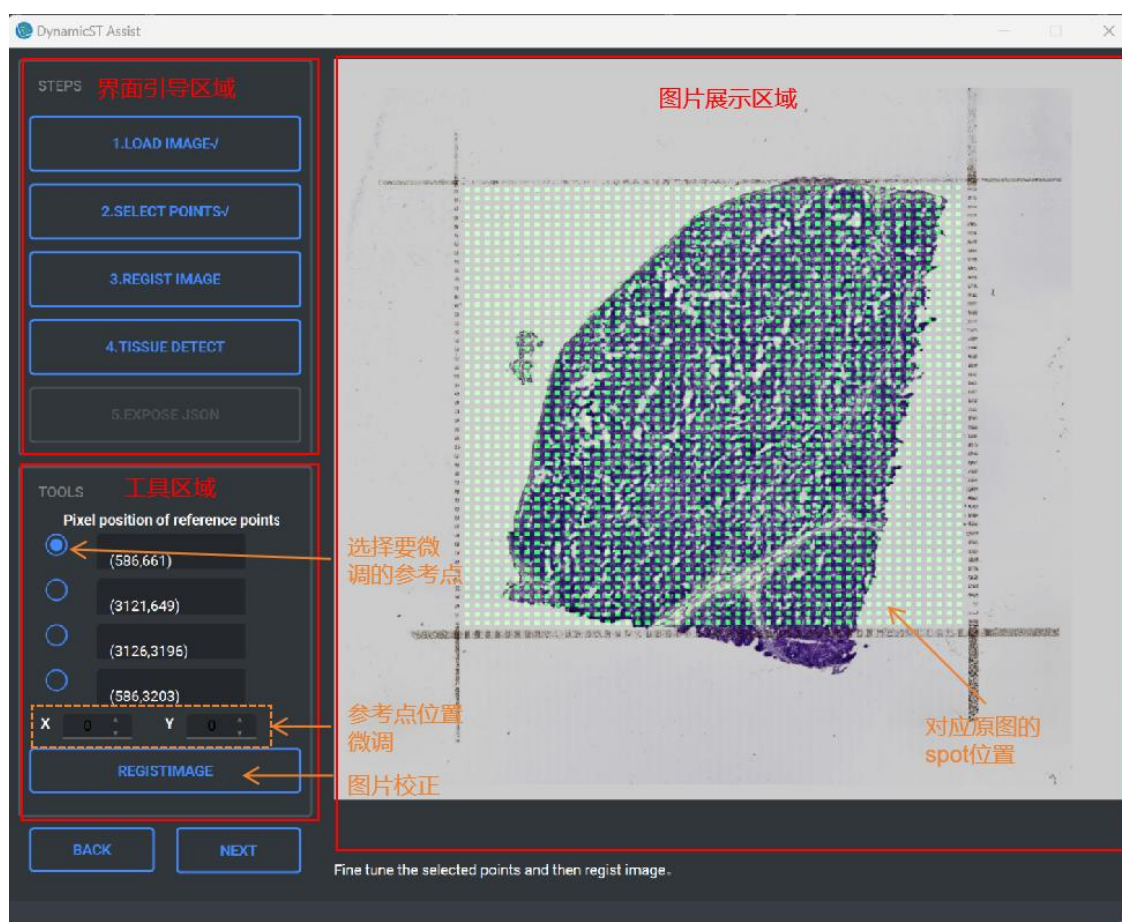 DynamicST Assist
STEPS 界面引导区域
1.LOAD IMAGE√
2.SELECT POINTS√
3.REGIST IMAGE
4.TISSUE DETECT
5.EXPOSE JSON
TOOLS 工具区域
Pixel position of reference points
(586,661)
(3121,649)
(3126,3196)
(586,3203)
X 0 Y 0
REGISTIMAGE
BACK NEXT
图片展示区域
选择要微
调的参考点
参考点位置
微调
图片校正
对应原图的
spot位置
Fine tune the selected points and then regist image。